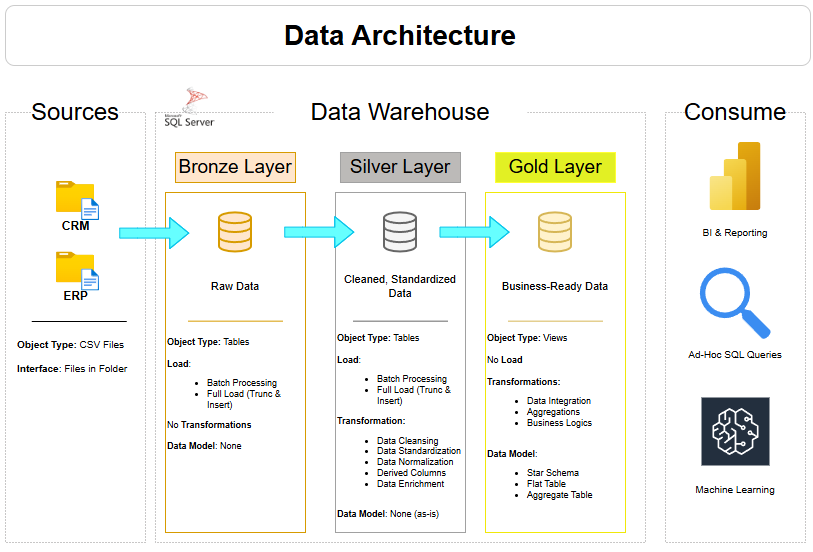 Data Architecture
Sources
CRM
ERP
Object Type: CSV Files
Interface: Files in Folder
Microsoft
SQL Server
Data Warehouse
Bronze Layer
Raw Data
Object Type: Tables
Load:
• Batch Processing
• Full Load (Trunc &
Insert)
No Transformations
Data Model: None
Silver Layer
Cleaned, Standardized
Data
Object Type: Tables
Load:
• Batch Processing
• Full Load (Trunc &
Insert)
Transformation:
• Data Cleansing
• Data Standardization
• Data Normalization
• Derived Columns
• Data Enrichment
Data Model: None (as-is)
Gold Layer
Business-Ready Data
Object Type: Views
No Load
Transformations:
• Data Integration
• Aggregations
• Business Logics
Data Model:
• Star Schema
• Flat Table
• Aggregate Table
Consume
BI & Reporting
Ad-Hoc SQL Queries
Machine Learning